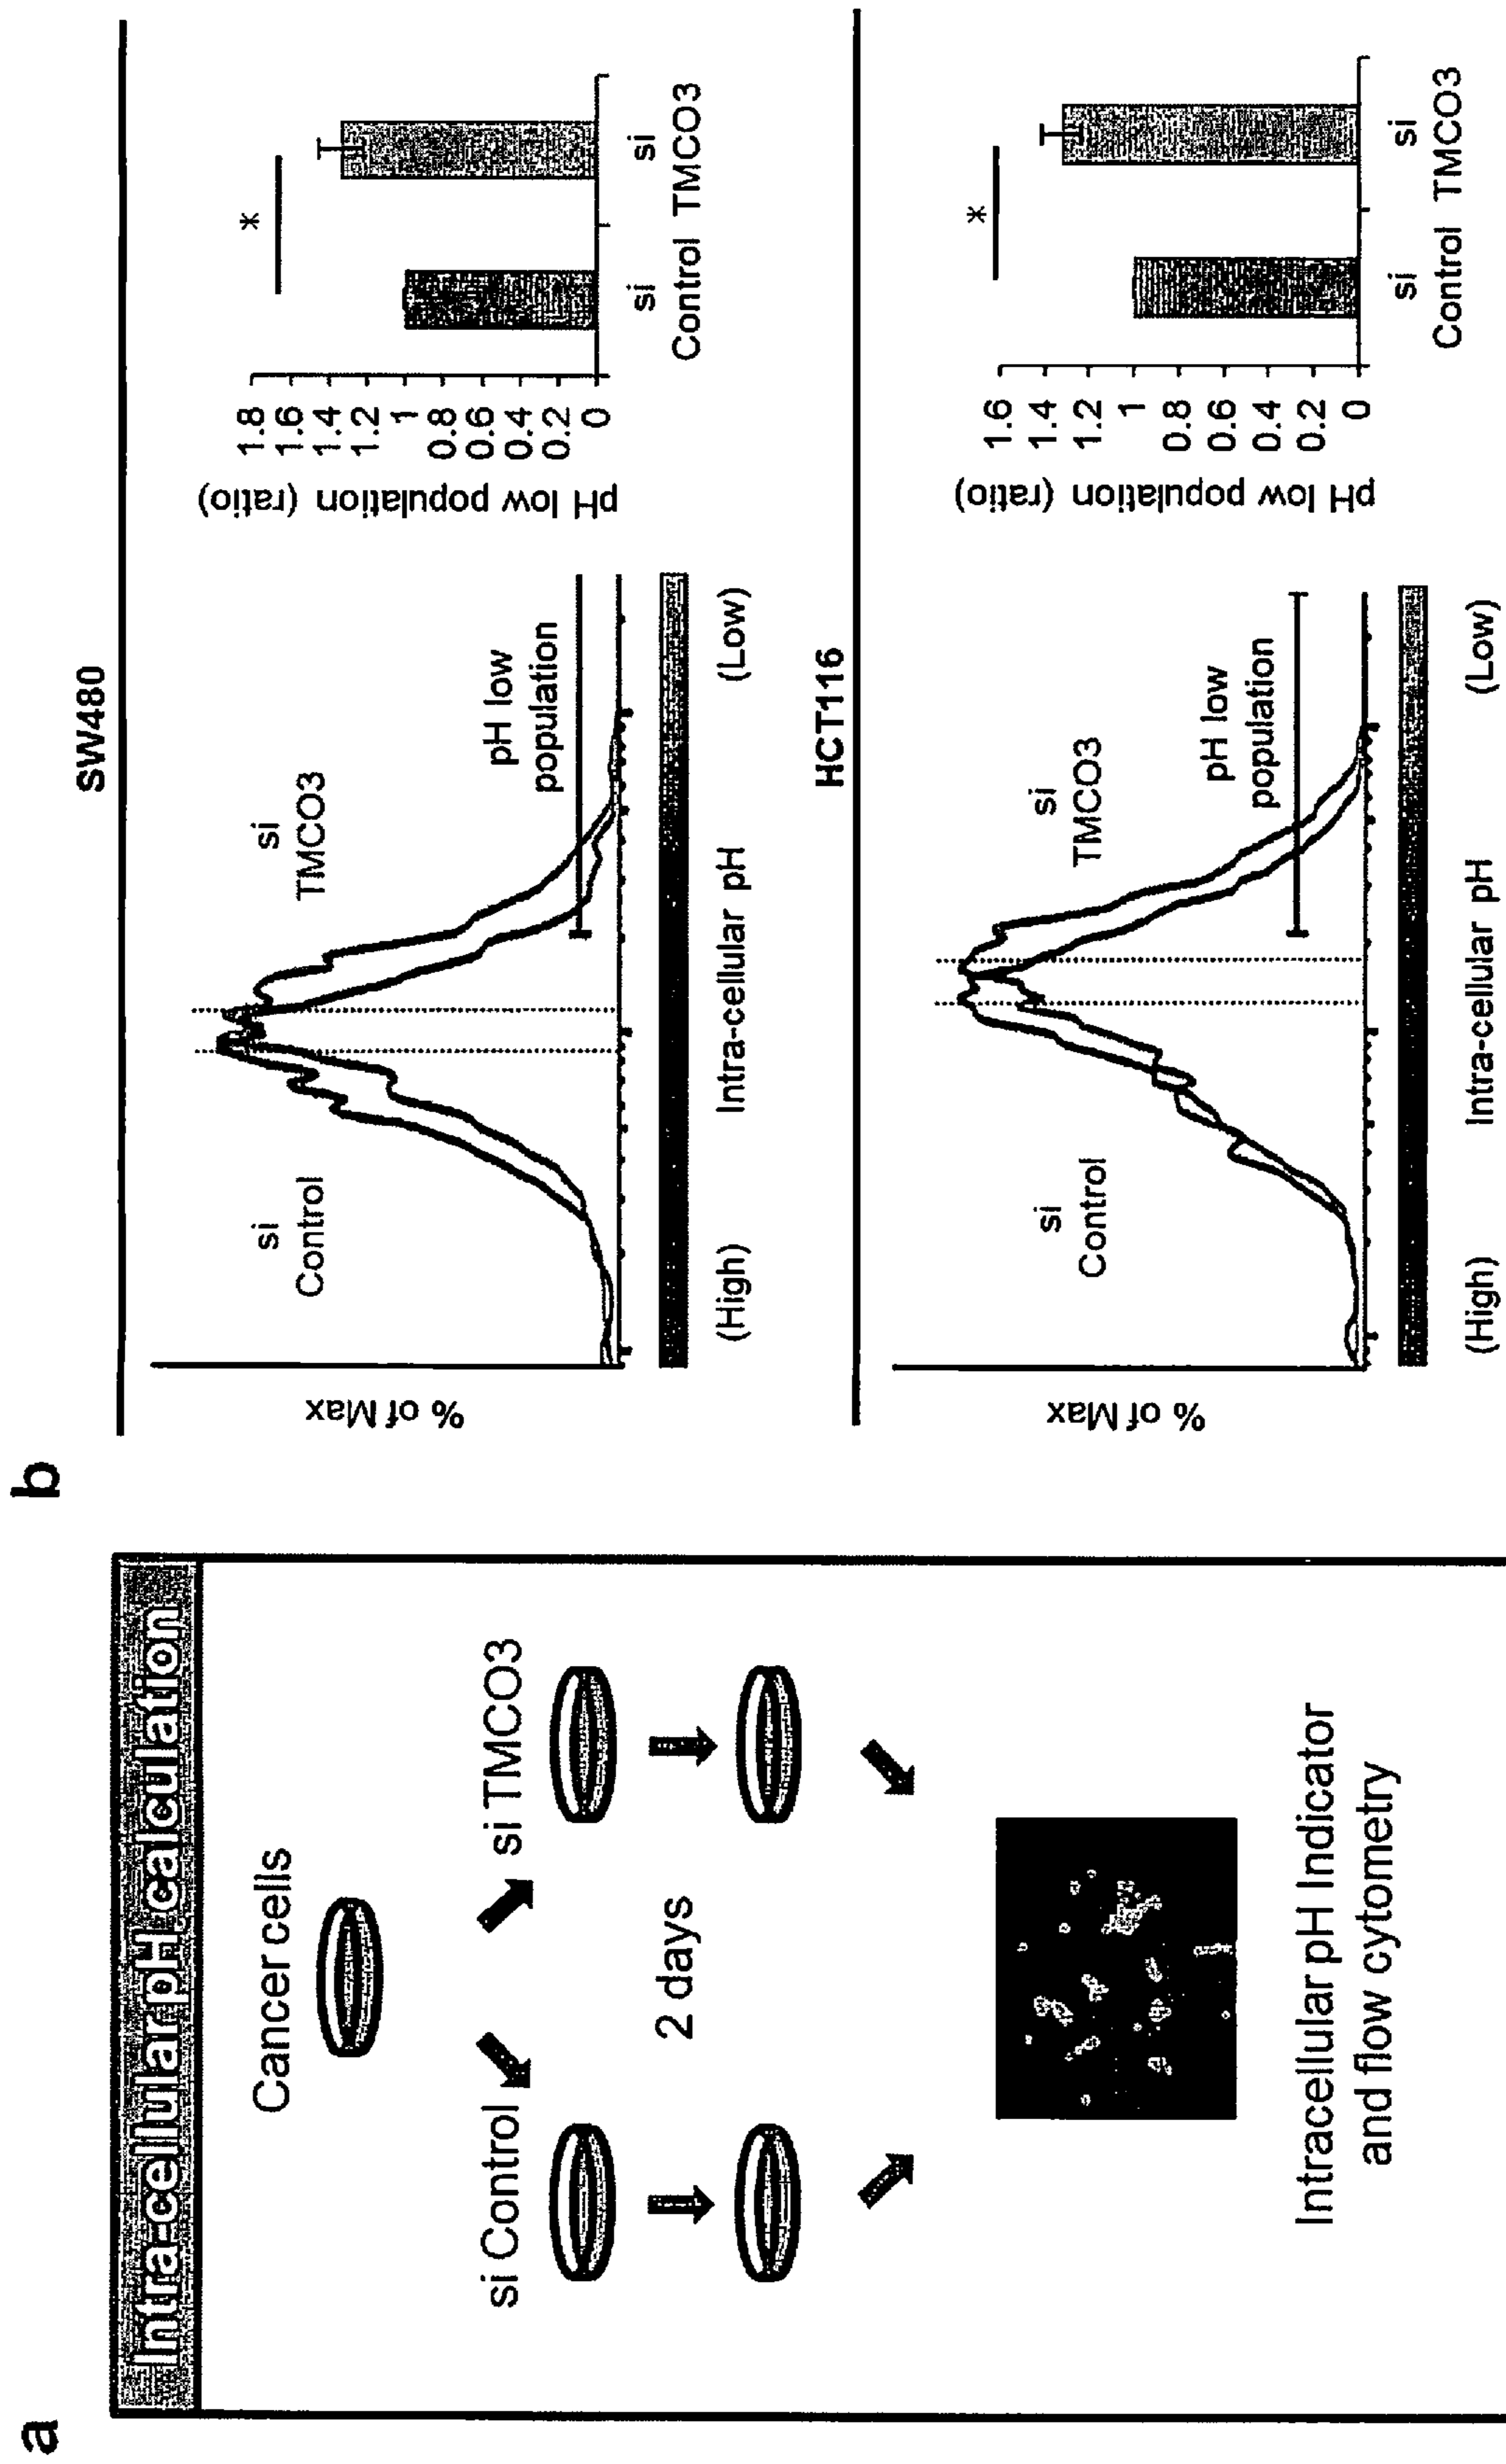 a
Intra-cellular pH calculation
Cancer cells
si Control
si TMCO3
2 days
Intracellular pH Indicator
and flow cytometry
b
SW480
% of Max
si
Control
si
TMCO3
pH low
population
(High)
Intra-cellular pH
(Low)
pH low population (ratio)
1.8
1.6
1.4
1.2
1
0.8
0.6
0.4
0.2
0
*
si
Control
si
TMCO3
HCT116
% of Max
si
Control
si
TMCO3
pH low
population
(High)
Intra-cellular pH
(Low)
pH low population (ratio)
1.6
1.4
1.2
1
0.8
0.6
0.4
0.2
0
*
si
Control
si
TMCO3